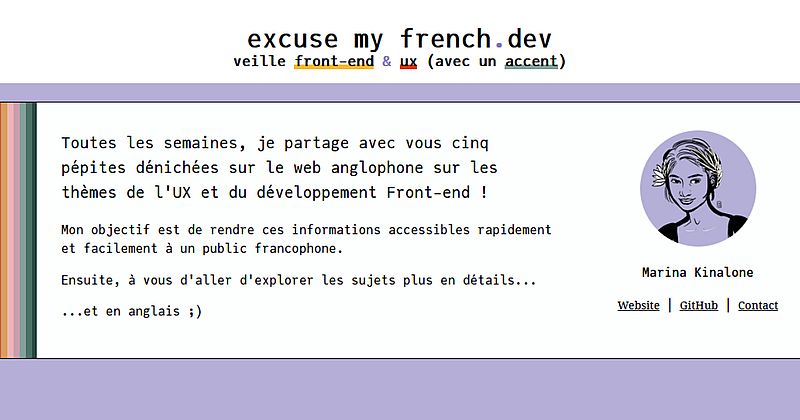 excuse my french.dev
veille front-end & ux (avec un accent)
Toutes les semaines, je partage avec vous cinq
pépites dénichées sur le web anglophone sur les
thèmes de l'UX et du développement Front-end !
Mon objectif est de rendre ces informations accessibles rapidement
et facilement à un public francophone.
Ensuite, à vous d'aller d'explorer les sujets plus en détails...
...et en anglais ;)
Marina Kinalone
Website | GitHub | Contact